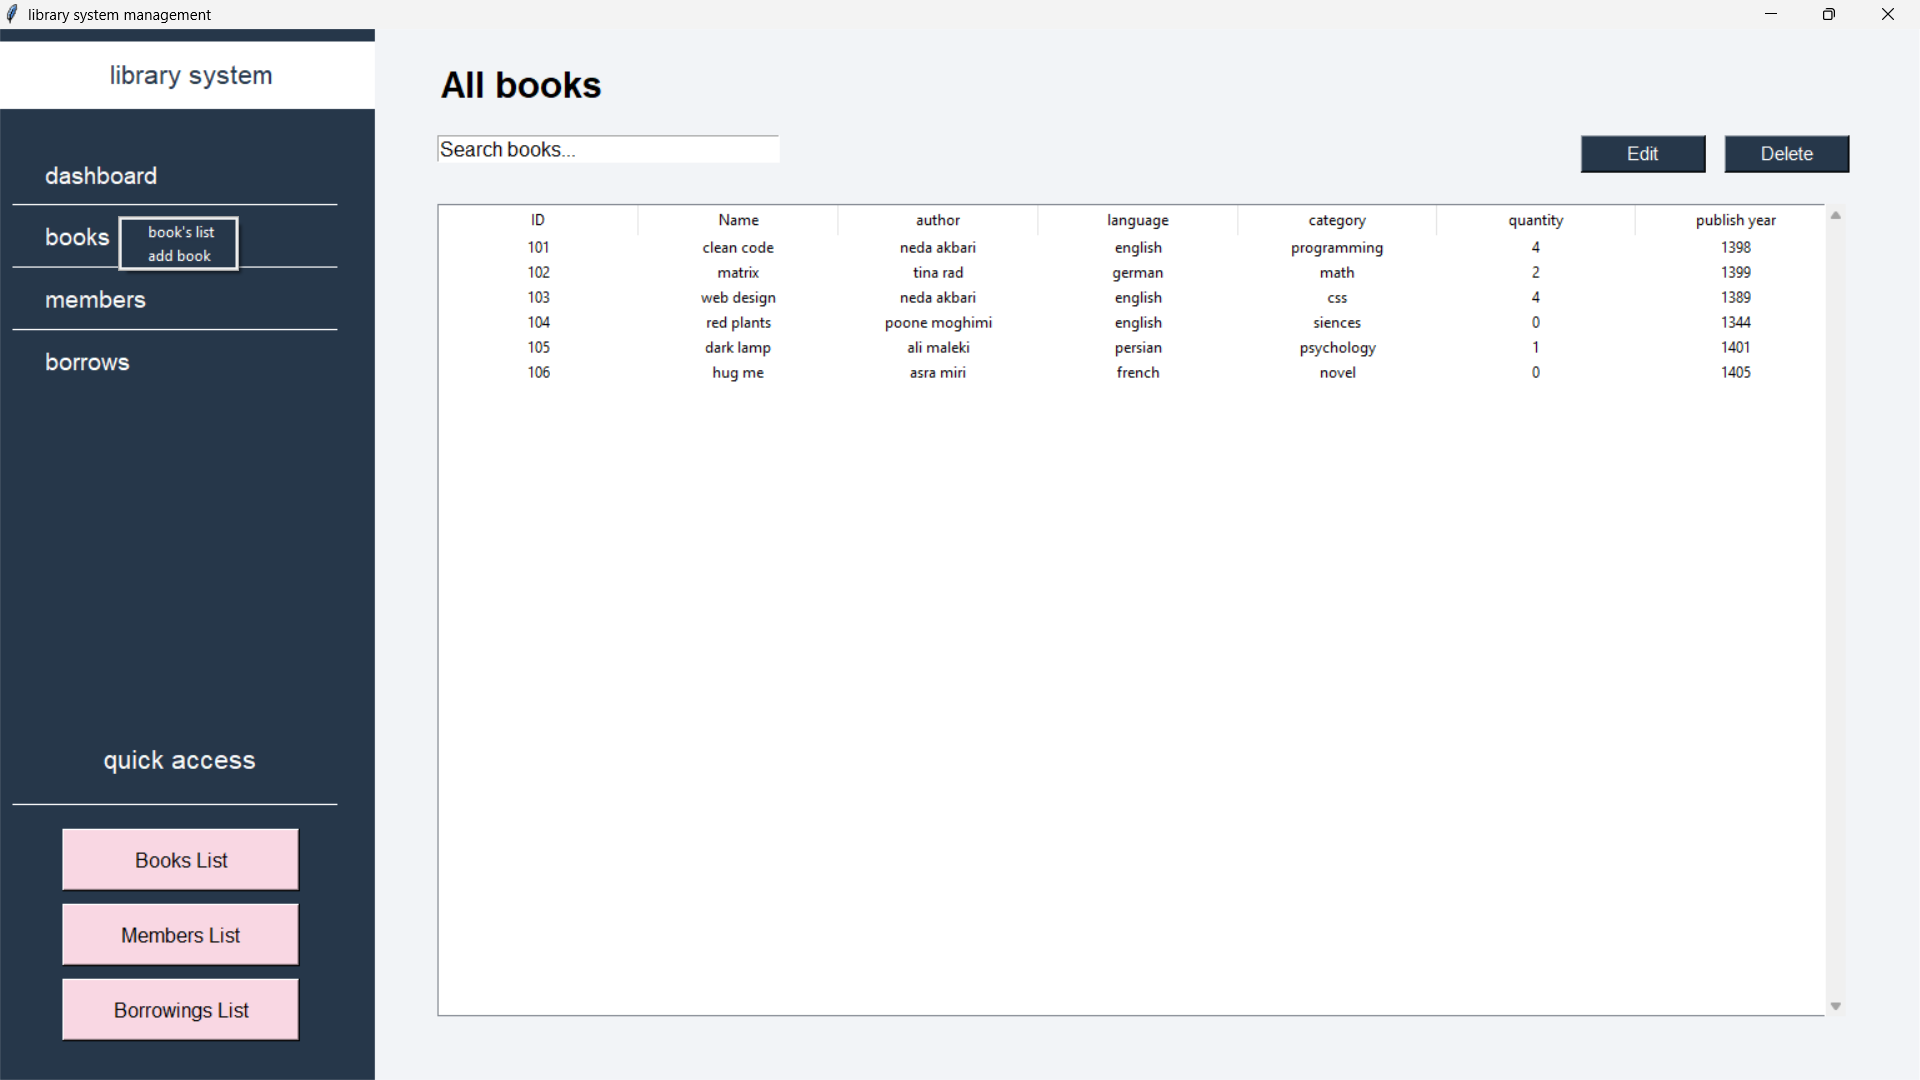 library system management
library system
dashboard
books
book's list
add book
members
borrows
quick access
Books List
Members List
Borrowings List
All books
Search books...
Edit
Delete
ID Name author language category quantity publish year
101 clean code neda akbari english programming 4 1398
102 matrix tina rad german math 2 1399
103 web design neda akbari english css 4 1389
104 red plants poone moghimi english siences 0 1344
105 dark lamp ali maleki persian psychology 1 1401
106 hug me asra miri french novel 0 1405